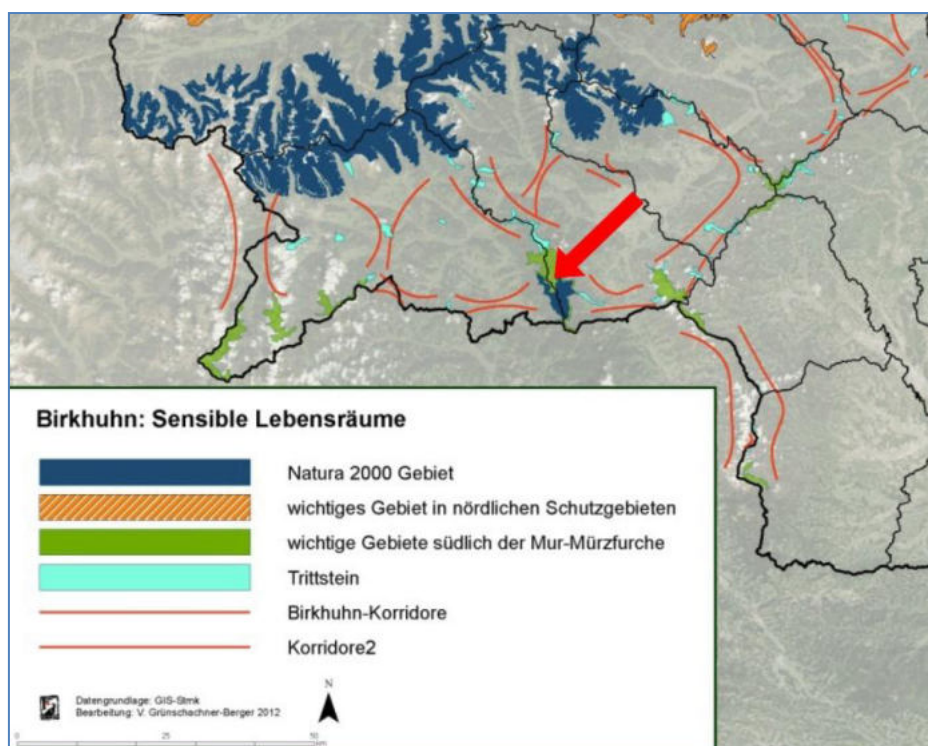 Birkhuhn: Sensible Lebensräume
Natura 2000 Gebiet
wichtiges Gebiet in nördlichen Schutzgebieten
wichtige Gebiete südlich der Mur-Mürzfurche
Trittstein
Birkhuhn-Korridore
Korridore2
Datengrundlage: GIS-Stmk
Bearbeitung: V. Grünschachner-Berger 2012
N